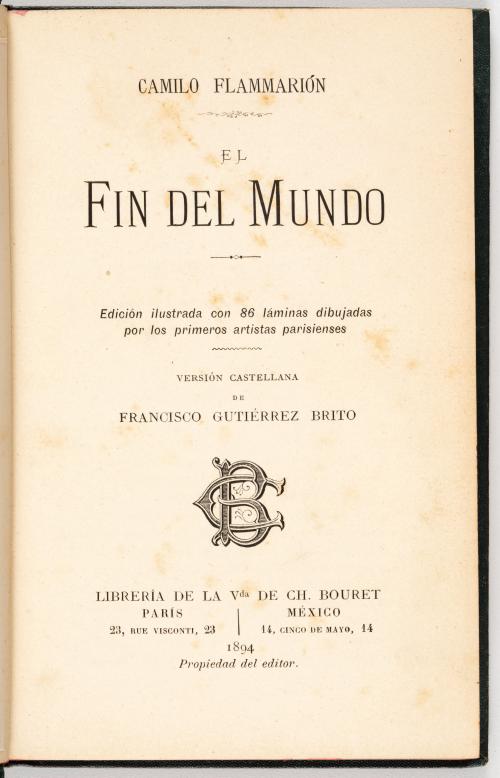 CAMILO FLAMMARIÓN
EL
FIN DEL MUNDO
Edición ilustrada con 86 láminas dibujadas
por los primeros artistas parisienses
VERSIÓN CASTELLANA
DE
FRANCISCO GUTIÉRREZ BRITO
CB
LIBRERÍA DE LA Vda DE CH. BOURET
PARÍS
23, RUE VISCONTI, 23
MÉXICO
14, CINCO DE MAYO, 14
1894
Propiedad del editor.